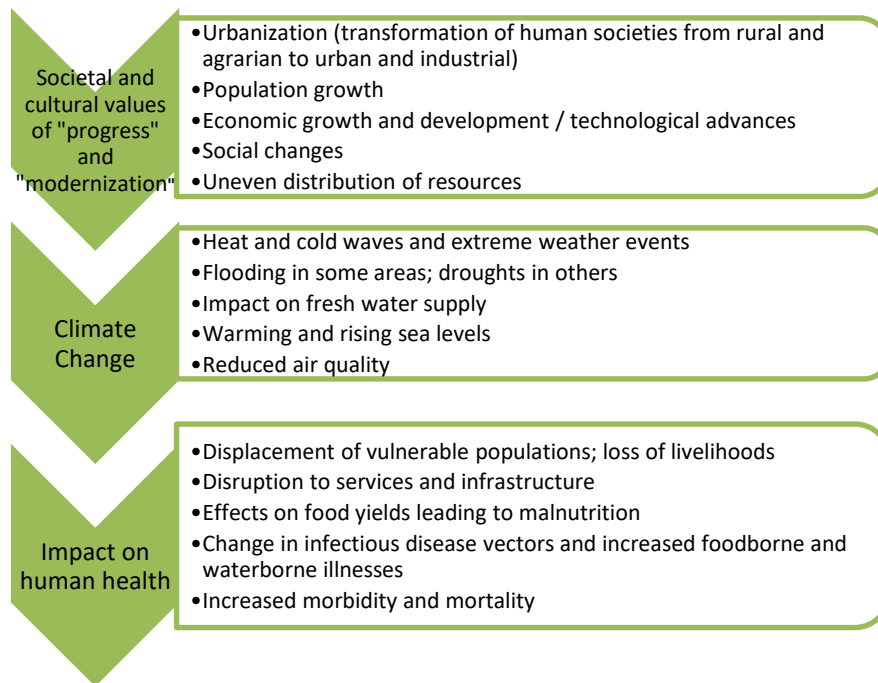 Societal and
cultural values
of "progress"
and
"modernization"
•Urbanization (transformation of human societies from rural and
agrarian to urban and industrial)
•Population growth
•Economic growth and development / technological advances
•Social changes
•Uneven distribution of resources
Climate
Change
•Heat and cold waves and extreme weather events
•Flooding in some areas; droughts in others
•Impact on fresh water supply
•Warming and rising sea levels
•Reduced air quality
Impact on
human health
•Displacement of vulnerable populations; loss of livelihoods
•Disruption to services and infrastructure
•Effects on food yields leading to malnutrition
•Change in infectious disease vectors and increased foodborne and
waterborne illnesses
•Increased morbidity and mortality